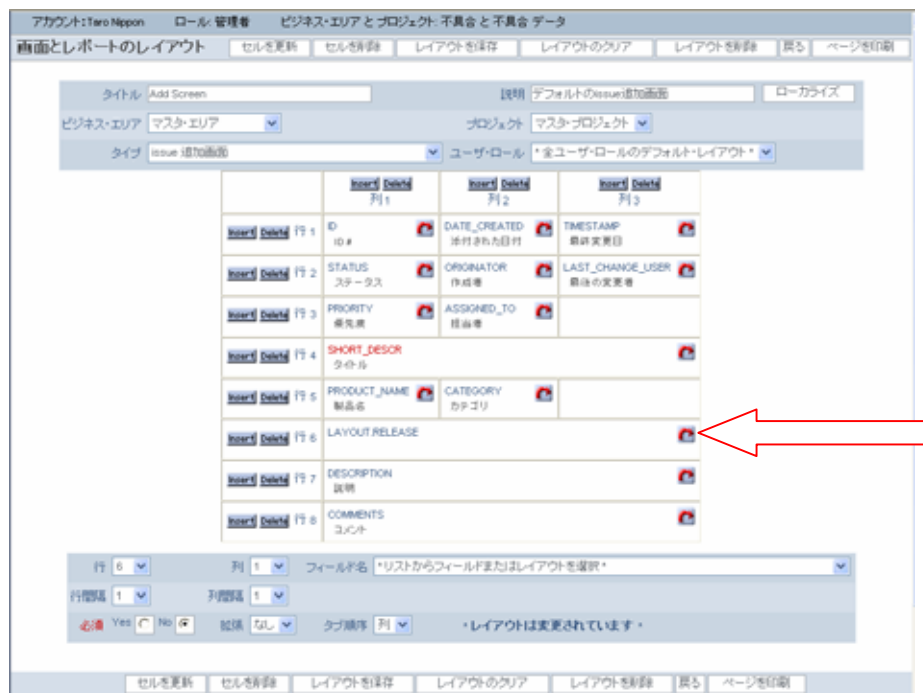 アカウント:Taro Nippon ロール: 管理者 ビジネス・エリア と プロジェクト: 不具合 と 不具合 データ
画面とレポートのレイアウト セルを更新 セルを削除 レイアウトを保存 レイアウトのクリア レイアウトを削除 戻る ページを印刷
タイトル Add Screen 説明 デフォルトのissue追加画面 ローカライズ
ビジネス・エリア マスタ・エリア プロジェクト マスタ・プロジェクト
タイプ issue 追加画面 ユーザ・ロール *全ユーザ・ロールのデフォルト・レイアウト*
Insert Delete Insert Delete Insert Delete
列 1 列 2 列 3
Insert Delete 行 1 ID DATE_CREATED TIMESTAMP
ID # 添付された日付 最終変更日
Insert Delete 行 2 STATUS ORIGINATOR LAST_CHANGE_USER
ステータス 作成者 最後の変更者
Insert Delete 行 3 PRIORITY ASSIGNED_TO
優先度 担当者
Insert Delete 行 4 SHORT_DESCR
タイトル
Insert Delete 行 5 PRODUCT_NAME CATEGORY
製品名 カテゴリ
Insert Delete 行 6 LAYOUT.RELEASE
Insert Delete 行 7 DESCRIPTION
説明
Insert Delete 行 8 COMMENTS
コメント
行 6 列 1 フィールド名 *リストからフィールドまたはレイアウトを選択*
行間隔 1 列間隔 1
必須 Yes No 拡張 なし タブ順序 列 *レイアウトは変更されています*
セルを更新 セルを削除 レイアウトを保存 レイアウトのクリア レイアウトを削除 戻る ページを印刷